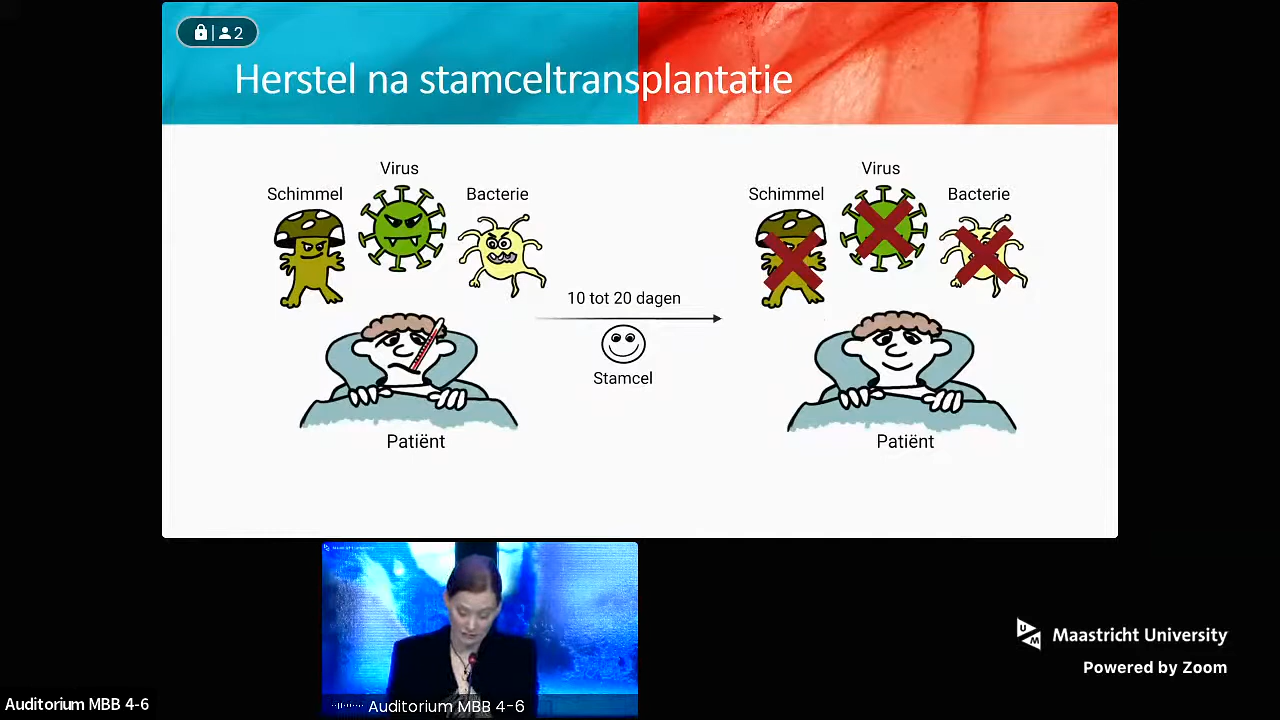 2
Herstel na stamceltransplantatie
Virus
Schimmel
Bacterie
Virus
Schimmel
Bacterie
10 tot 20 dagen
Stamcel
Patiënt
Patiënt
Auditorium MBB 4-6
Auditorium MBB 4-6
UM
Maastricht University
Powered by Zoom